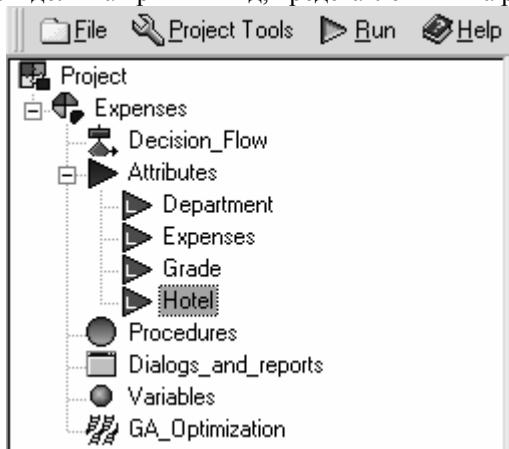 File Project Tools Run Help
Project
Expenses
Decision_Flow
Attributes
Department
Expenses
Grade
Hotel
Procedures
Dialogs_and_reports
Variables
GA_Optimization